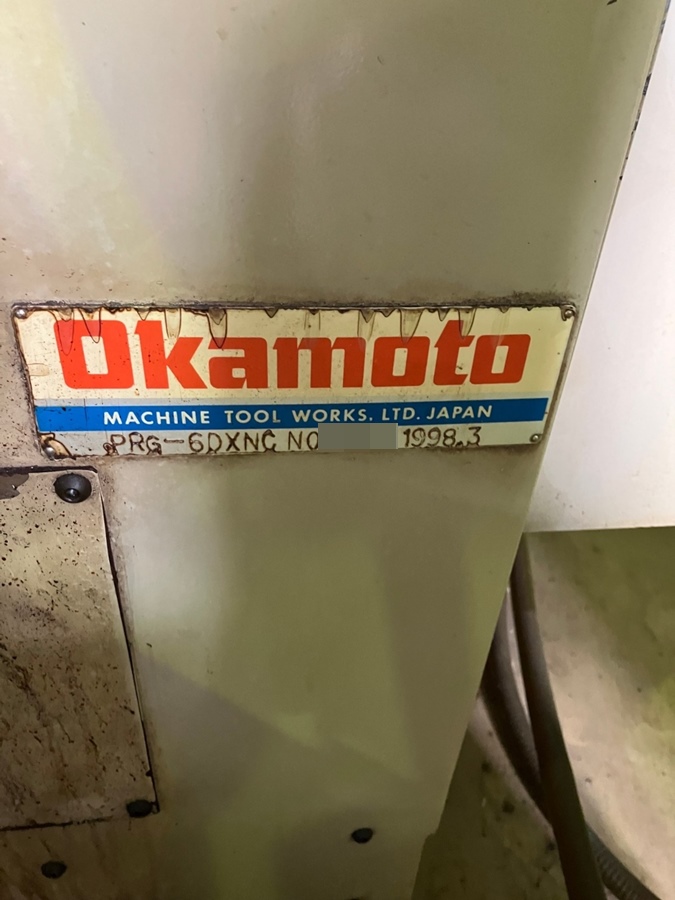 Okamoto
MACHINE TOOL WORKS. LTD. JAPAN
PRG-6DXNC NO 1998.3